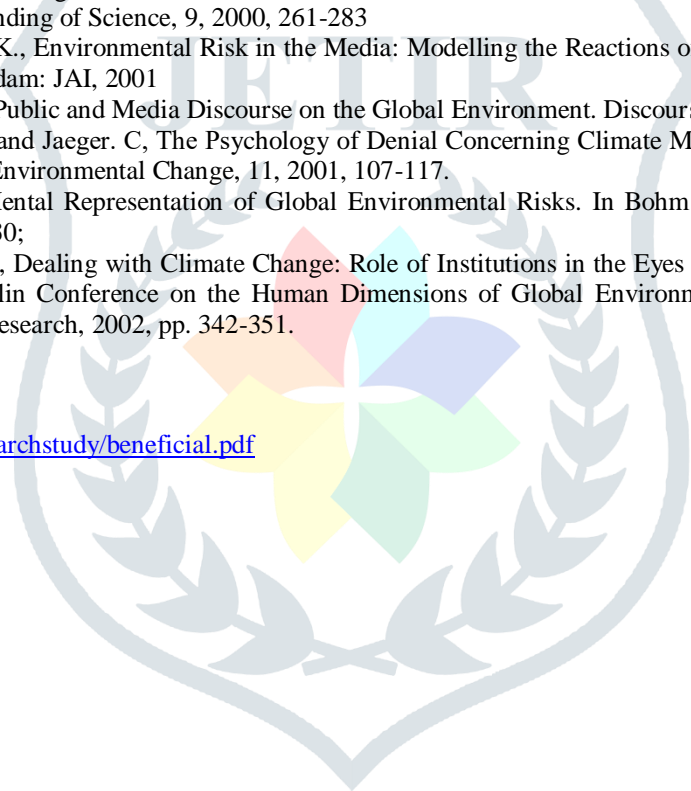 nding of Science, 9, 2000, 261-283
K., Environmental Risk in the Media: Modelling the Reactions o
dam: JAI, 2001
Public and Media Discourse on the Global Environment. Discours
and Jaeger. C, The Psychology of Denial Concerning Climate M
Environmental Change, 11, 2001, 107-117.
Mental Representation of Global Environmental Risks. In Bohm
30;
, Dealing with Climate Change: Role of Institutions in the Eyes
lin Conference on the Human Dimensions of Global Environn
esearch, 2002, pp. 342-351.
archstudy/beneficial.pdf
JETIR